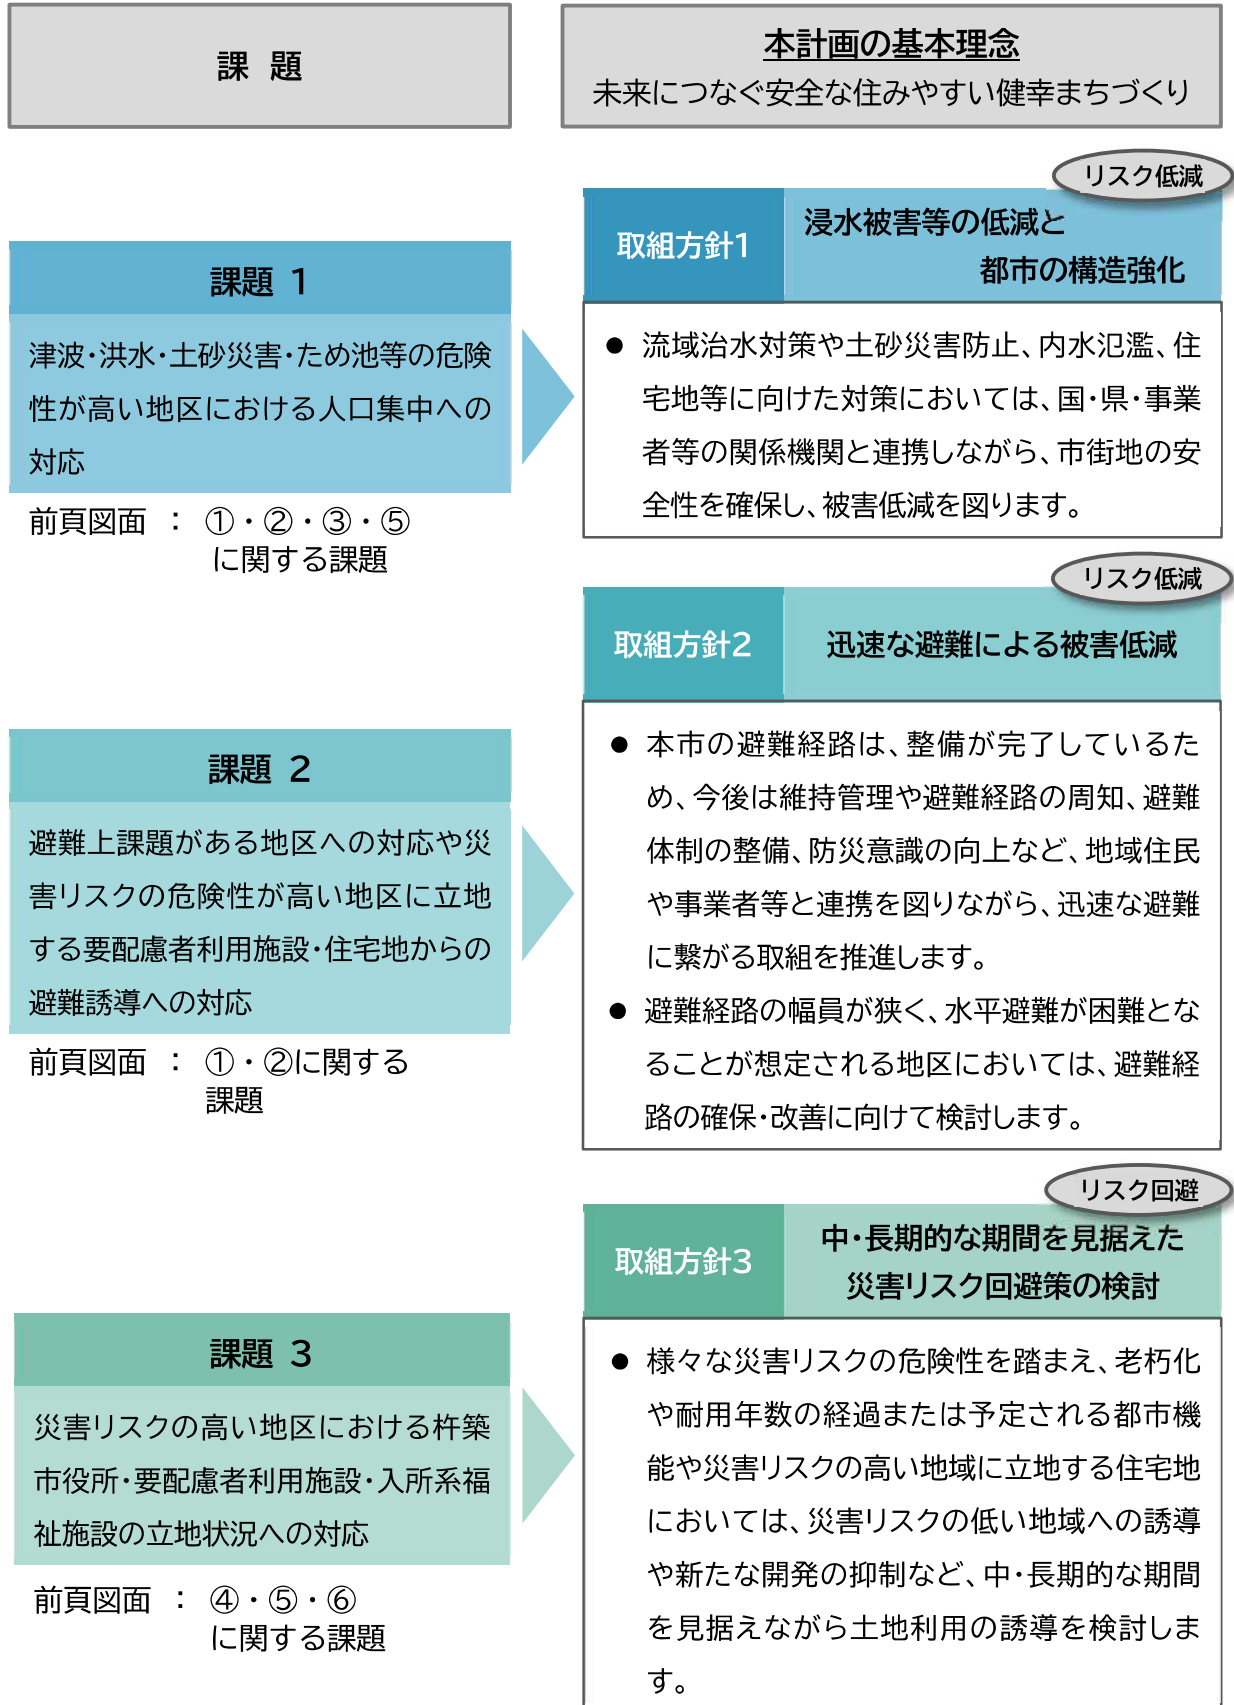 課 題
本計画の基本理念
未来につなぐ安全な住みやすい健幸まちづくり
課題 1
津波・洪水・土砂災害・ため池等の危険
性が高い地区における人口集中への
対応
前頁図面 ： ①・②・③・⑤
に関する課題
リスク低減
取組方針1
浸水被害等の低減と
都市の構造強化
● 流域治水対策や土砂災害防止、内水氾濫、住
宅地等に向けた対策においては、国・県・事業
者等の関係機関と連携しながら、市街地の安
全性を確保し、被害低減を図ります。
課題 2
避難上課題がある地区への対応や災
害リスクの危険性が高い地区に立地
する要配慮者利用施設・住宅地からの
避難誘導への対応
前頁図面 ： ①・②に関する
課題
リスク低減
取組方針2
迅速な避難による被害低減
● 本市の避難経路は、整備が完了しているた
め、今後は維持管理や避難経路の周知、避難
体制の整備、防災意識の向上など、地域住民
や事業者等と連携を図りながら、迅速な避難
に繋がる取組を推進します。
● 避難経路の幅員が狭く、水平避難が困難とな
ることが想定される地区においては、避難経
路の確保・改善に向けて検討します。
課題 3
災害リスクの高い地区における杵築
市役所・要配慮者利用施設・入所系福
祉施設の立地状況への対応
前頁図面 ： ④・⑤・⑥
に関する課題
リスク回避
取組方針3
中・長期的な期間を見据えた
災害リスク回避策の検討
● 様々な災害リスクの危険性を踏まえ、老朽化
や耐用年数の経過または予定される都市機
能や災害リスクの高い地域に立地する住宅地
においては、災害リスクの低い地域への誘導
や新たな開発の抑制など、中・長期的な期間
を見据えながら土地利用の誘導を検討しま
す。